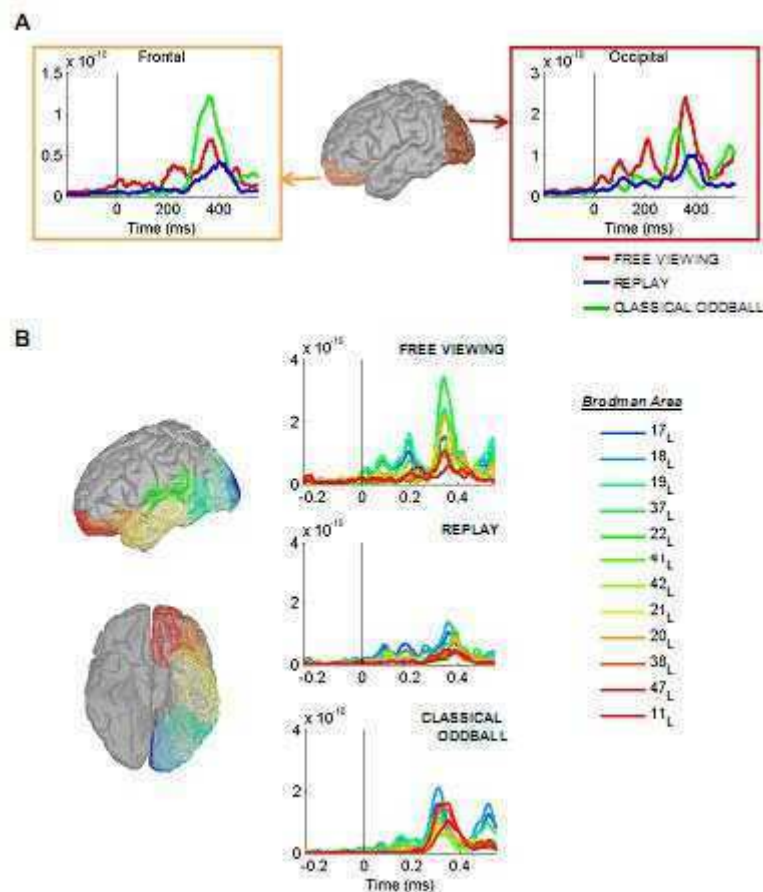 A
Frontal
1.5
1
0.5
0
0 200 400
Time (ms)
Occipital
3
2
1
0
0 200 400
Time (ms)
FREE VIEWING
REPLAY
CLASSICAL ODDBALL
B
FREE VIEWING
4
2
0
-0.2 0 0.2 0.4
REPLAY
4
2
0
-0.2 0 0.2 0.4
CLASSICAL
ODDBALL
4
2
0
-0.2 0 0.2 0.4
Time (ms)
Brodman Area
17L
18L
19L
37L
22L
41L
42L
21L
20L
38L
47L
11L